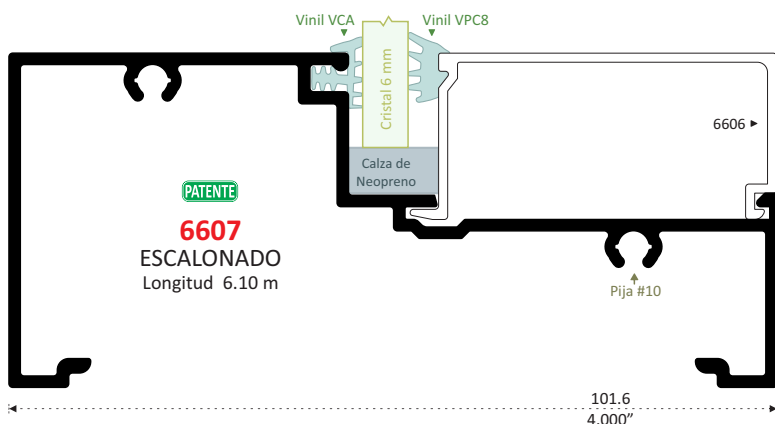 Vinil VCA
Vinil VPC8
Cristal 6 mm
6606
Calza de
Neopreno
PATENTE
6607
ESCALONADO
Longitud 6.10 m
Pija #10
101.6
4.000”